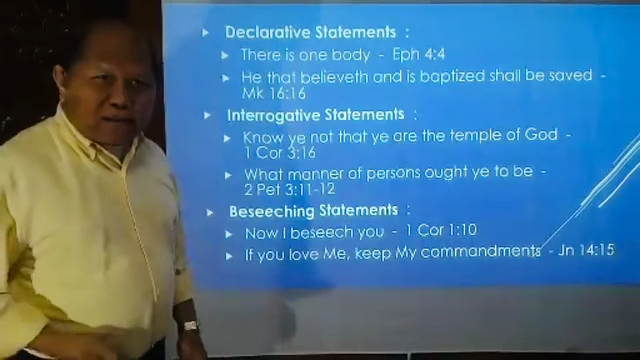 Declarative Statements :
There is one body - Eph 4:4
He that believeth and is baptized shall be saved -
Mk 16:16
Interrogative Statements :
Know ye not that ye are the temple of God -
1 Cor 3:16
What manner of persons ought ye to be -
2 Pet 3:11-12
Beseeching Statements :
Now I beseech you - 1 Cor 1:10
If you love Me, keep My commandments - Jn 14:15